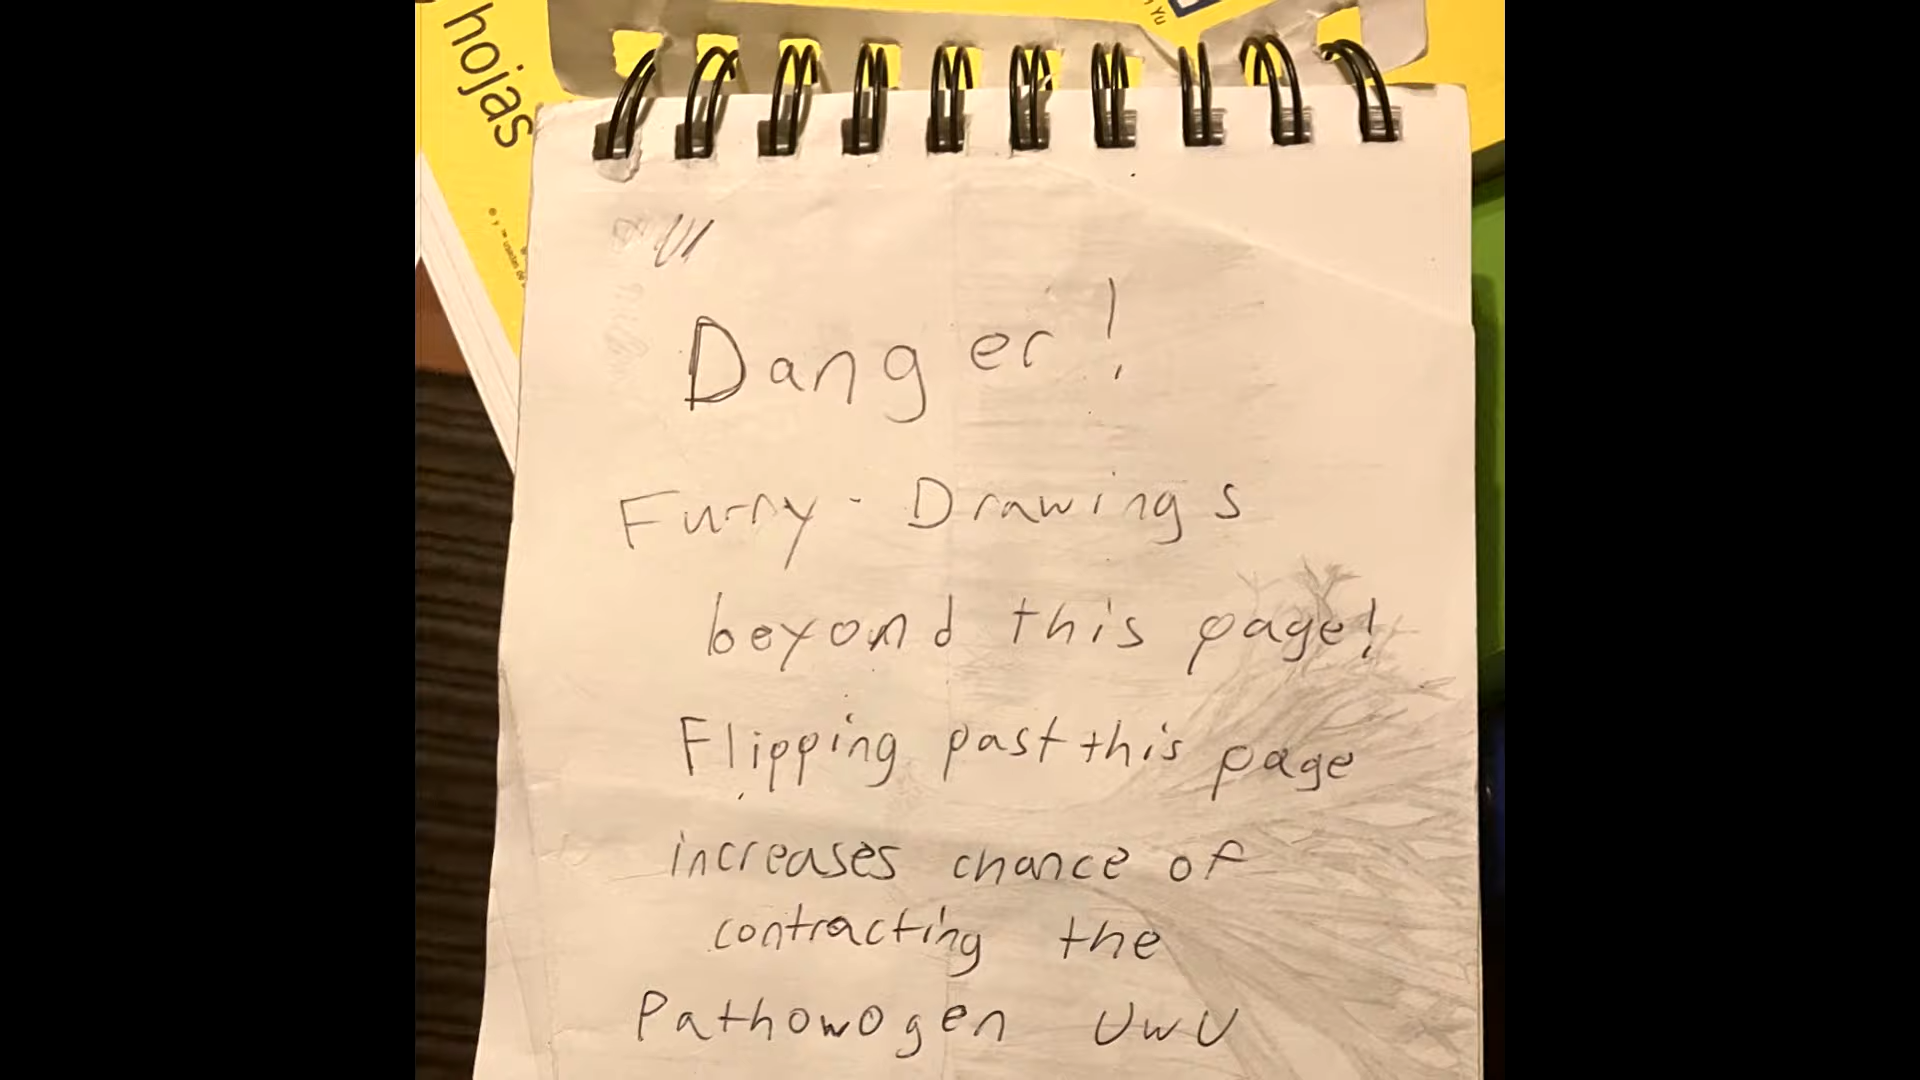 hojas
Danger!
Furry-Drawings
beyond this page!
Flipping past this page
increases chance of
contracting the
Pathowogen UwU